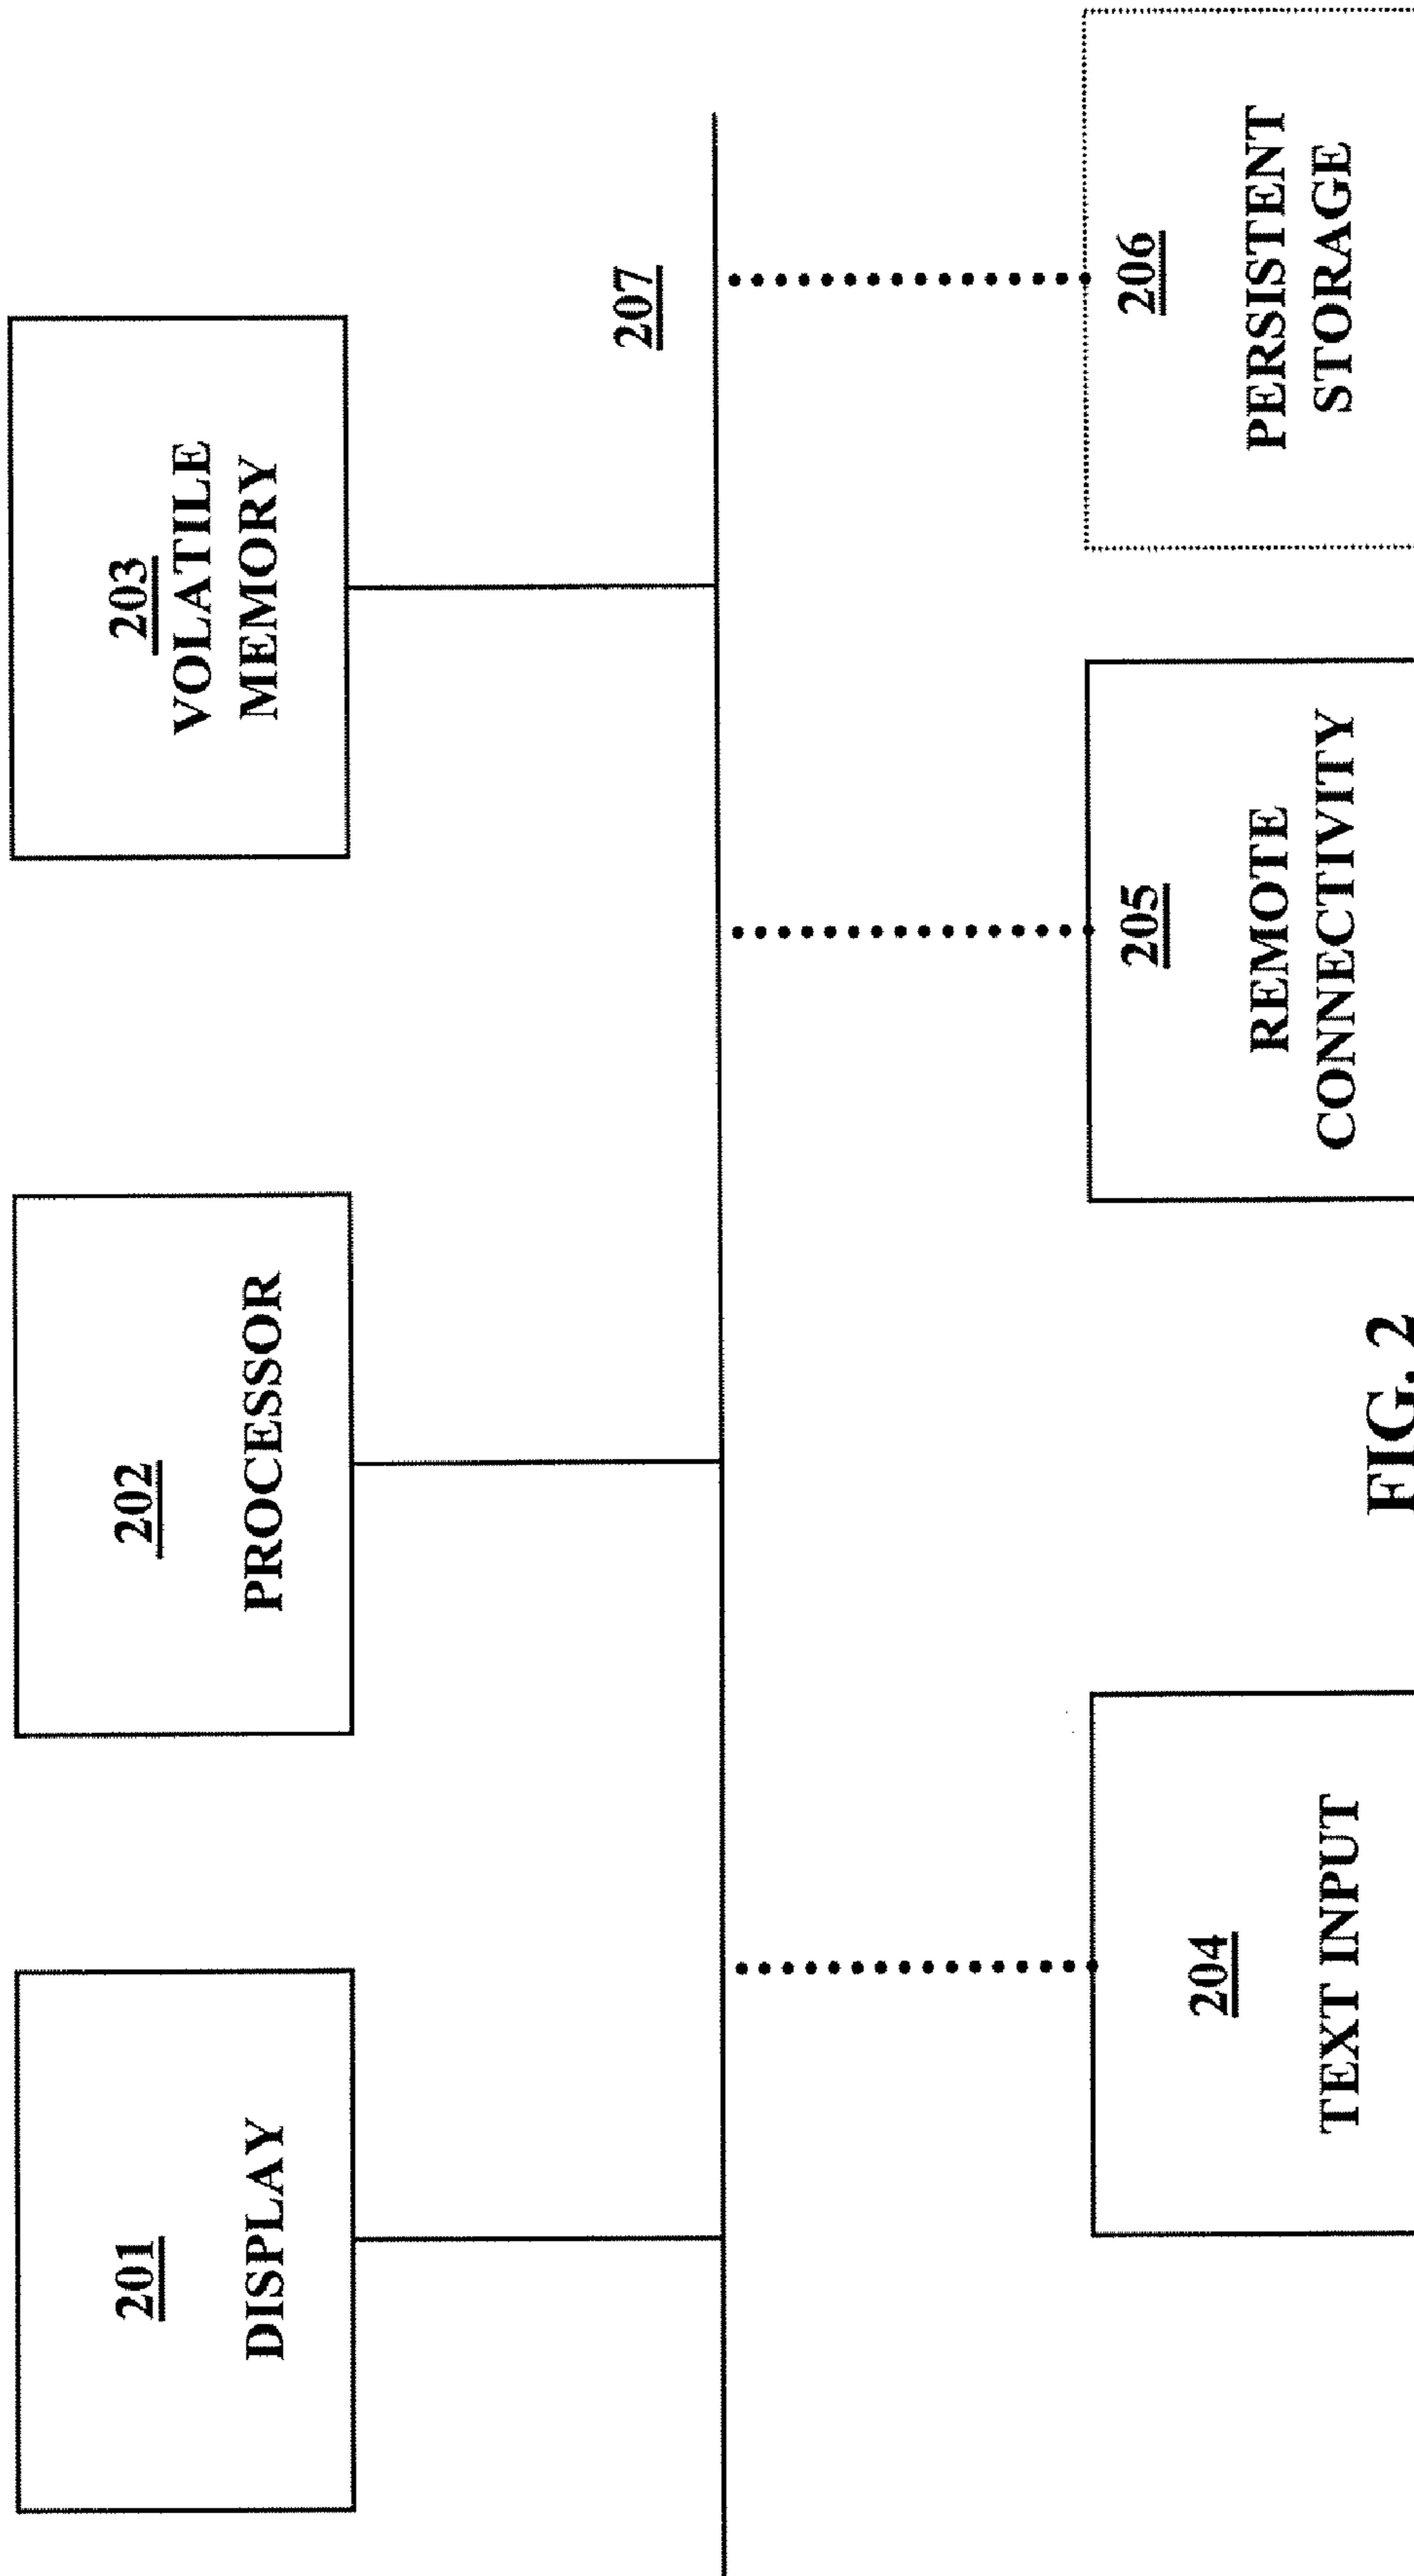 201
DISPLAY
202
PROCESSOR
203
VOLATILE
MEMORY
207
204
TEXT INPUT
205
REMOTE
CONNECTIVITY
206
PERSISTENT
STORAGE
FIG. 2